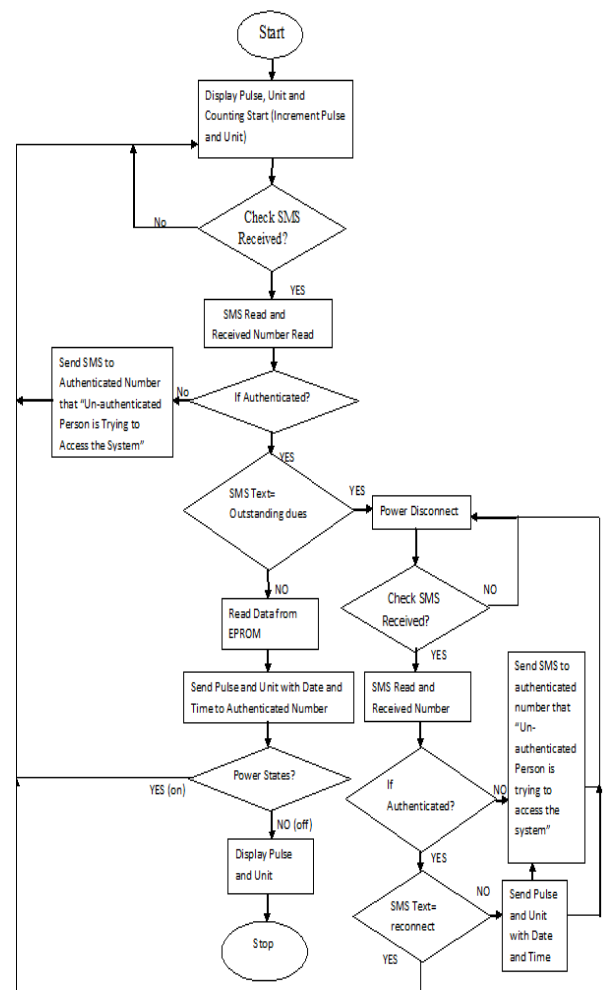 Start
Display Pulse, Unit and
Counting Start (Increment Pulse
and Unit)
Check SMS
Received?
No
YES
SMS Read and
Received Number Read
If Authenticated?
No
Send SMS to
Authenticated Number
that “Un-authenticated
Person is Trying to
Access the System”
YES
SMS Text=
Outstanding dues
YES
Power Disconnect
NO
Read Data from
EPROM
Check SMS
Received?
NO
YES
Send Pulse and Unit with Date and
Time to Authenticated Number
SMS Read and
Received Number
Send SMS to
authenticated
number that
“Un-
authenticated
Person is
trying to
access the
system”
Power States?
YES (on)
NO (off)
If
Authenticated?
NO
YES
Display Pulse
and Unit
SMS Text=
reconnect
NO
Send Pulse
and Unit
with Date
and Time
YES
Stop